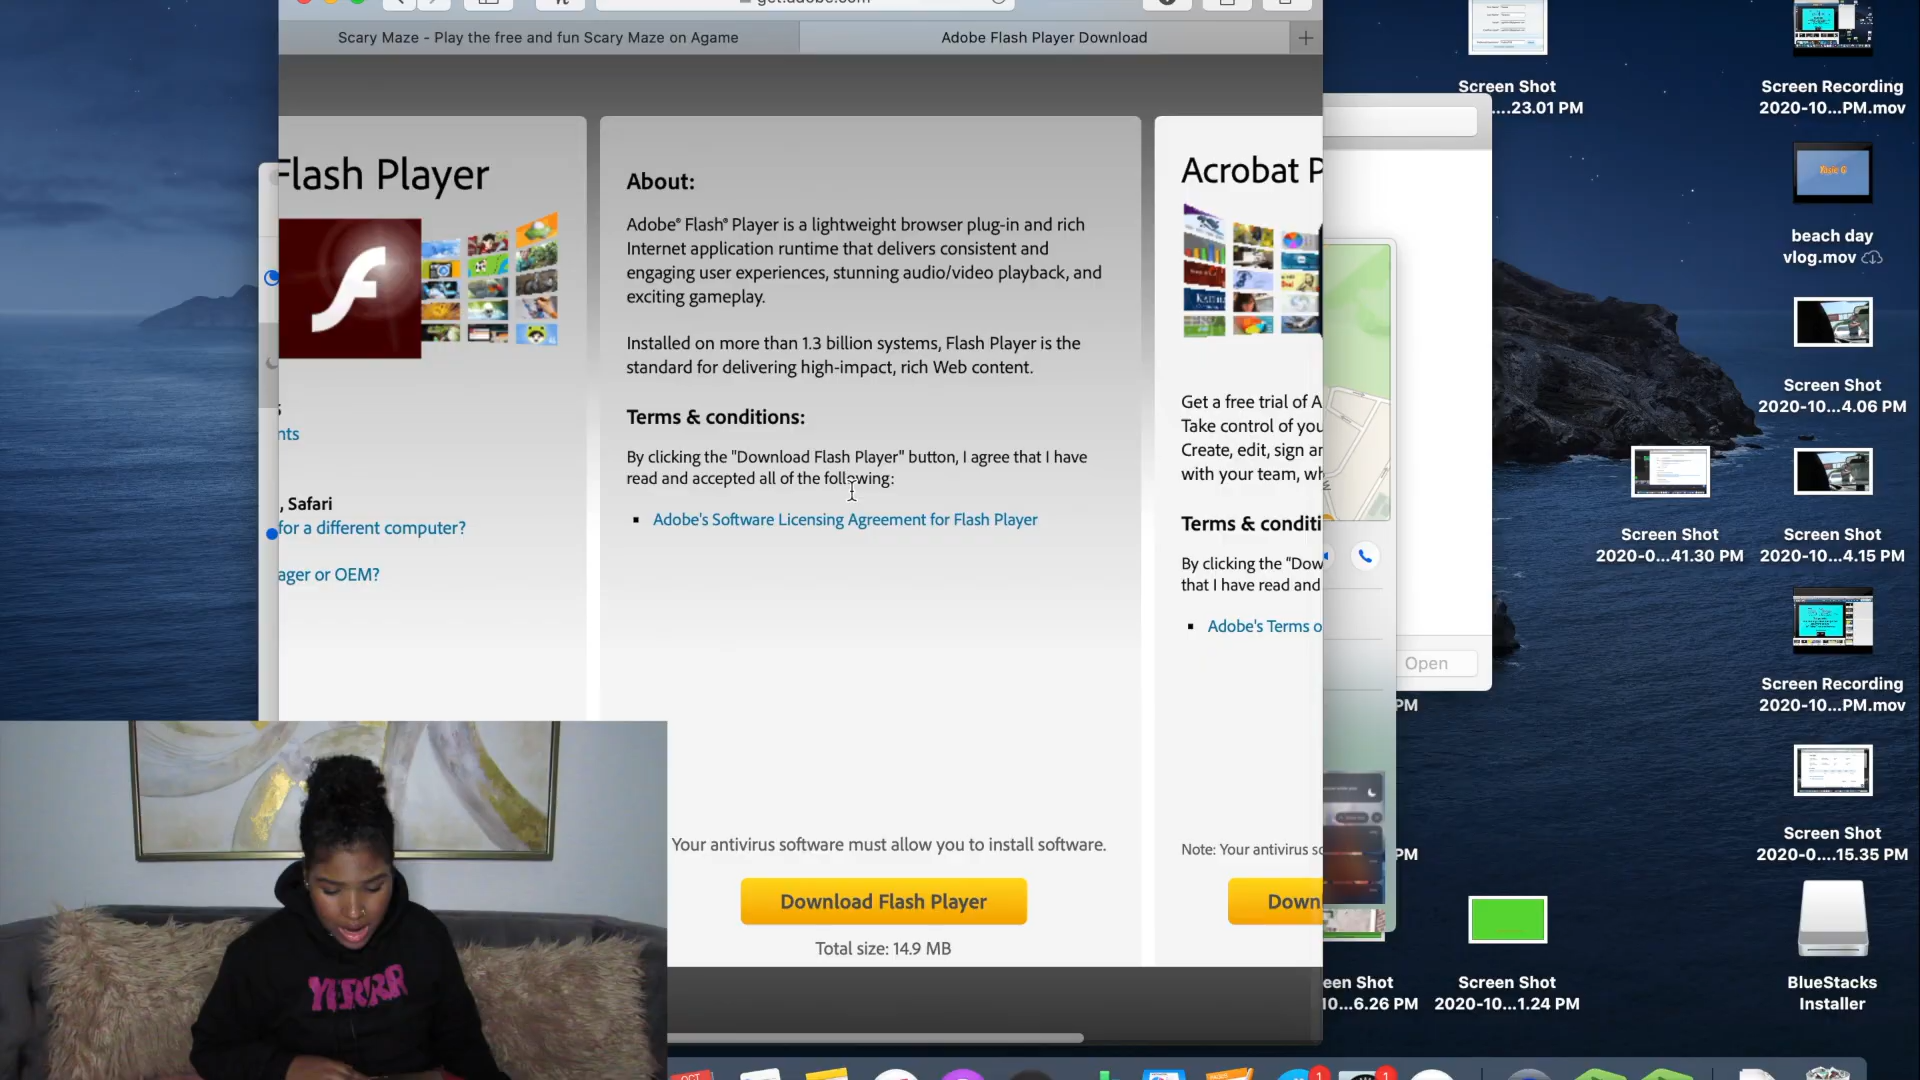 get.adobe.com
Scary Maze - Play the free and fun Scary Maze on Agame
Adobe Flash Player Download
Flash Player
nts
, Safari
for a different computer?
ager or OEM?
About:
Adobe® Flash® Player is a lightweight browser plug-in and rich
Internet application runtime that delivers consistent and
engaging user experiences, stunning audio/video playback, and
exciting gameplay.
Installed on more than 1.3 billion systems, Flash Player is the
standard for delivering high-impact, rich Web content.
Terms & conditions:
By clicking the "Download Flash Player" button, I agree that I have
read and accepted all of the following:
▪ Adobe's Software Licensing Agreement for Flash Player
Your antivirus software must allow you to install software.
Download Flash Player
Total size: 14.9 MB
Acrobat P
Get a free trial of A
Take control of you
Create, edit, sign an
with your team, wh
Terms & conditi
By clicking the "Dow
that I have read and
▪ Adobe's Terms o
Note: Your antivirus so
Down
Open
PM
PM
Screen Shot
....23.01 PM
Screen Recording
2020-10...PM.mov
beach day
vlog.mov
Screen Shot
2020-10...4.06 PM
Screen Shot
2020-0...41.30 PM
Screen Shot
2020-10...4.15 PM
Screen Recording
2020-10...PM.mov
Screen Shot
2020-0....15.35 PM
een Shot
10...6.26 PM
Screen Shot
2020-10...1.24 PM
BlueStacks
Installer
YERRR
OCT
1
1